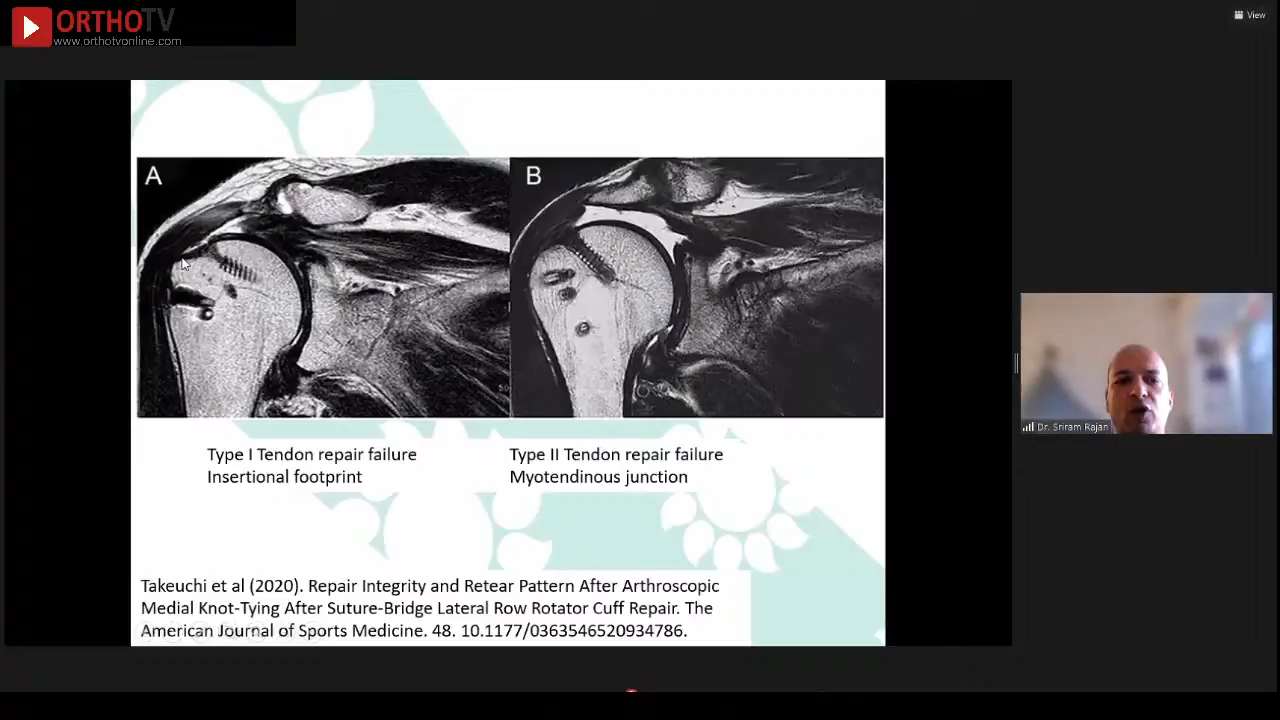 ORTHOTV
www.orthotvonline.com
View
A
B
Type I Tendon repair failure
Insertional footprint
Type II Tendon repair failure
Myotendinous junction
Dr. Sriram Rajan
Takeuchi et al (2020). Repair Integrity and Retear Pattern After Arthroscopic
Medial Knot-Tying After Suture-Bridge Lateral Row Rotator Cuff Repair. The
American Journal of Sports Medicine. 48. 10.1177/0363546520934786.